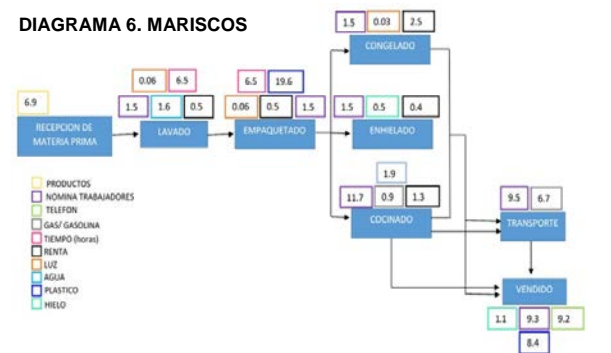 DIAGRAMA 6. MARISCOS
1.5 0.03 2.5
CONGELADO
0.06 6.5
6.5 19.6
6.9
1.5 1.6 0.5
0.06 0.5 1.5
1.5 0.5 0.4
RECEPCION DE
MATERIA PRIMA
LAVADO
EMPAQUETADO
ENHIELADO
1.9
11.7 0.9 1.3
COCINADO
9.5 6.7
TRANSPORTE
VENDIDO
1.1 9.3 9.2
8.4
PRODUCTOS
NOMINA TRABAJADORES
TELEFON
GAS/ GASOLINA
TIEMPO (horas)
RENTA
LUZ
AGUA
PLASTICO
HIELO